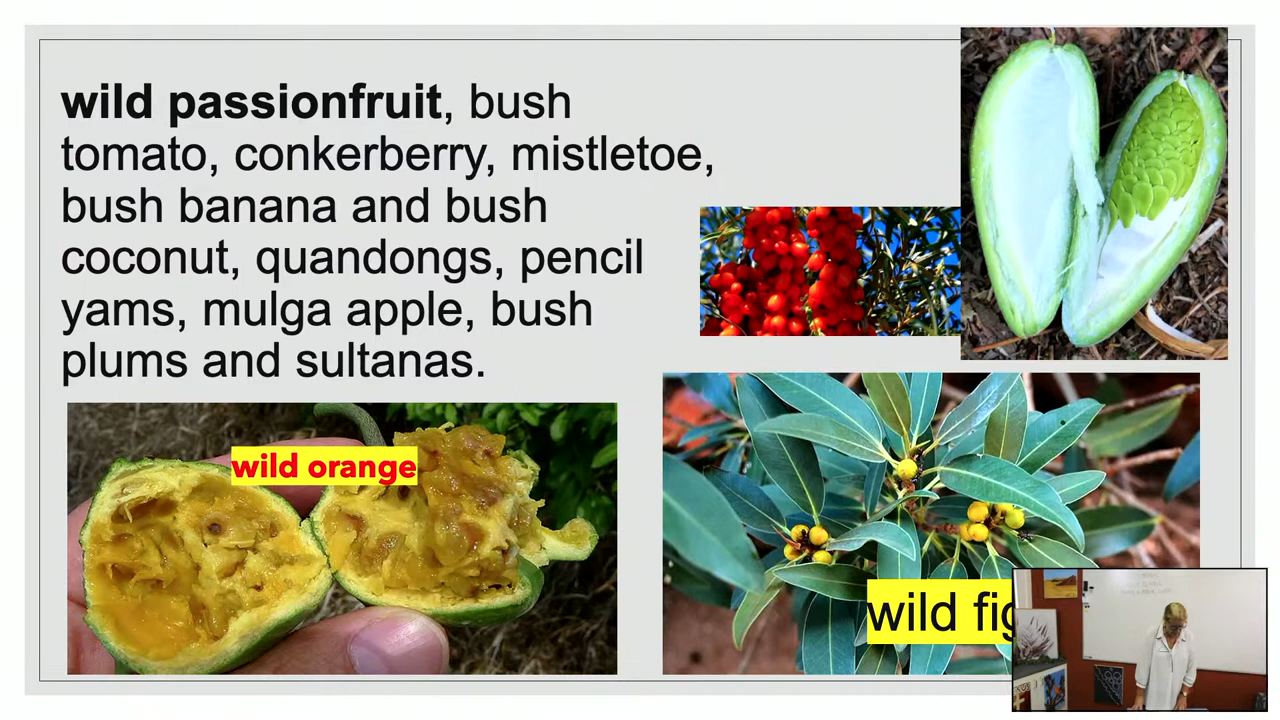 wild passionfruit, bush
tomato, conkerberry, mistletoe,
bush banana and bush
coconut, quandongs, pencil
yams, mulga apple, bush
plums and sultanas.
wild orange
wild fig